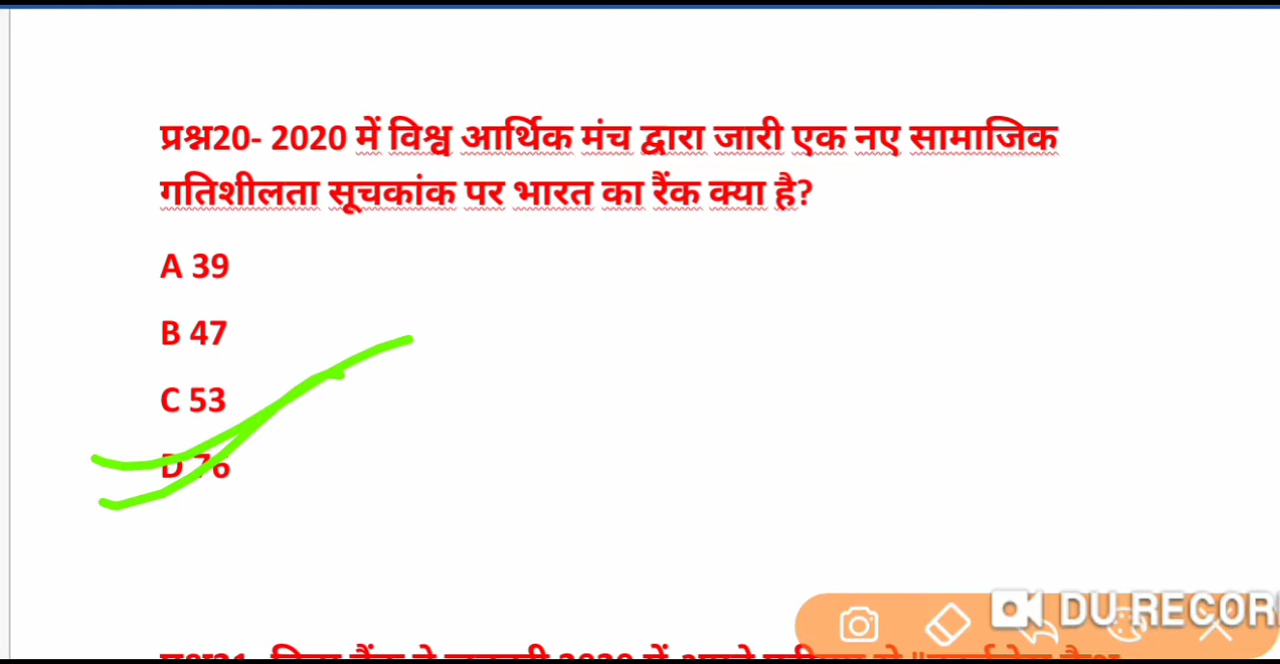 प्रश्न20- 2020 में विश्व आर्थिक मंच द्वारा जारी एक नए सामाजिक
गतिशीलता सूचकांक पर भारत का रैंक क्या है?
A 39
B 47
C 53
D 76
DU RECOR